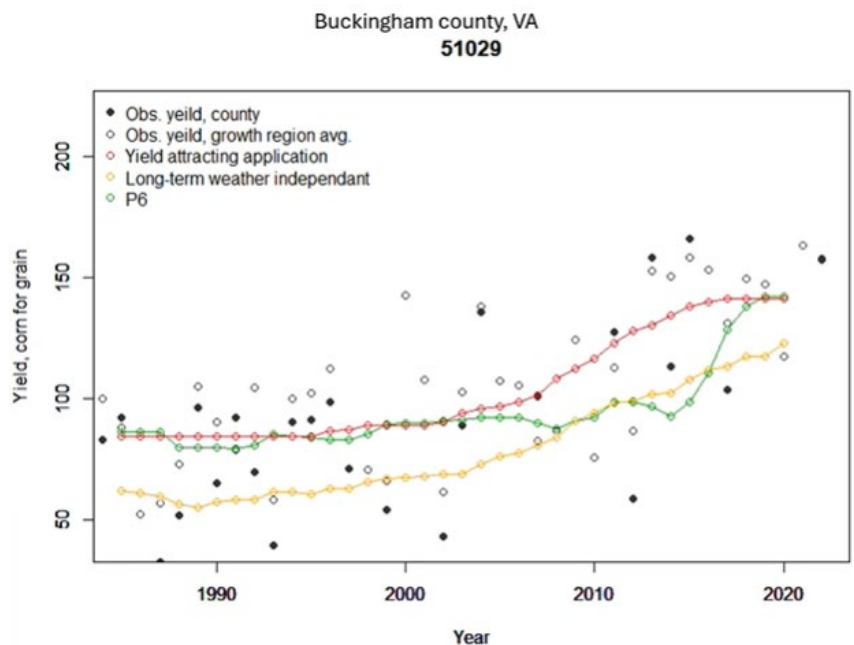 Buckingham county, VA
51029
Obs. yeild, county
Obs. yeild, growth region avg.
Yield attracting application
Long-term weather independant
P6
Yield, corn for grain
200
150
100
50
1990
2000
2010
2020
Year